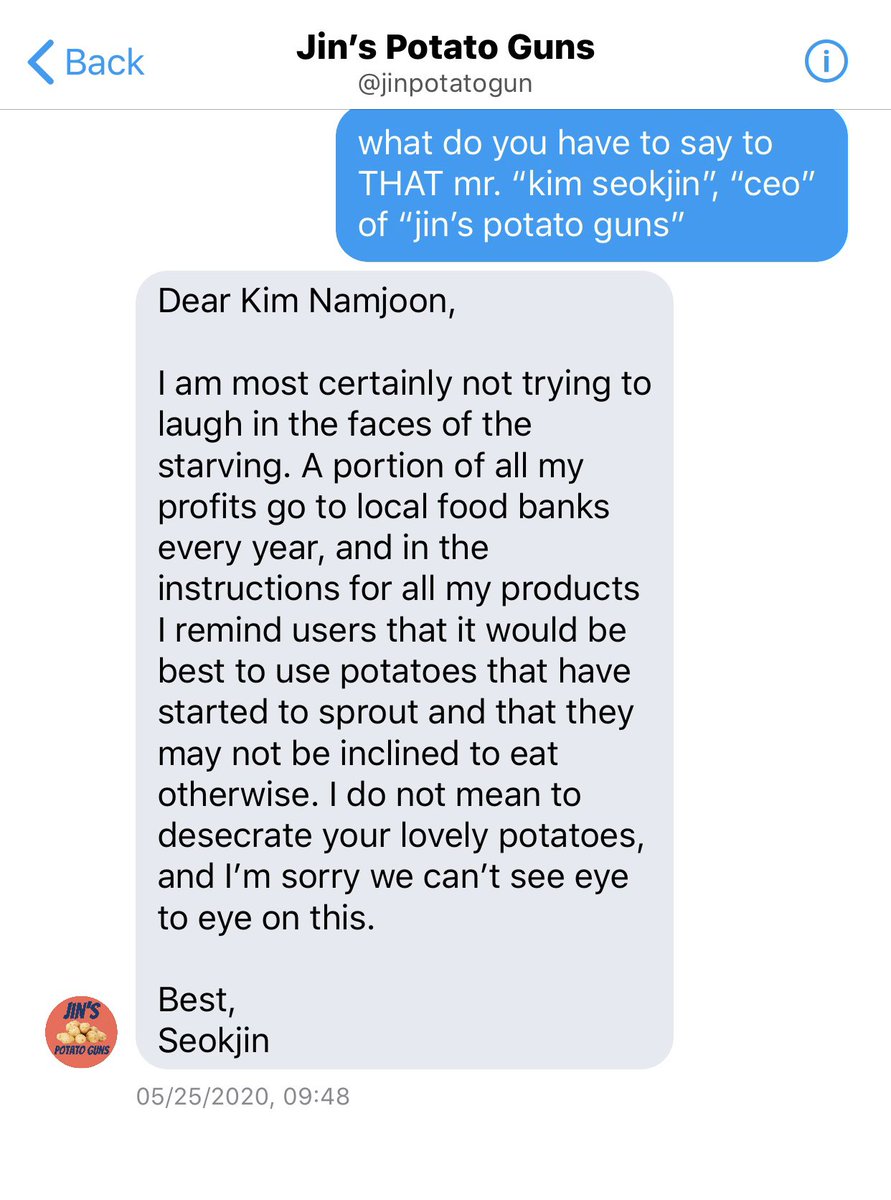 Jin’s Potato Guns
Back
@jinpotatogun
what do you have to say to
THAT mr. “kim seokjin”, “ceo”
of “jin’s potato guns”
Dear Kim Namjoon,
I am most certainly not trying to
laugh in the faces of the
starving. A portion of all my
profits go to local food banks
every year, and in the
instructions for all my products
I remind users that it would be
best to use potatoes that have
started to sprout and that they
may not be inclined to eat
otherwise. I do not mean to
desecrate your lovely potatoes,
and I’m sorry we can’t see eye
to eye on this.
Best,
Seokjin
JIN'S
POTATO GUNS
05/25/2020, 09:48